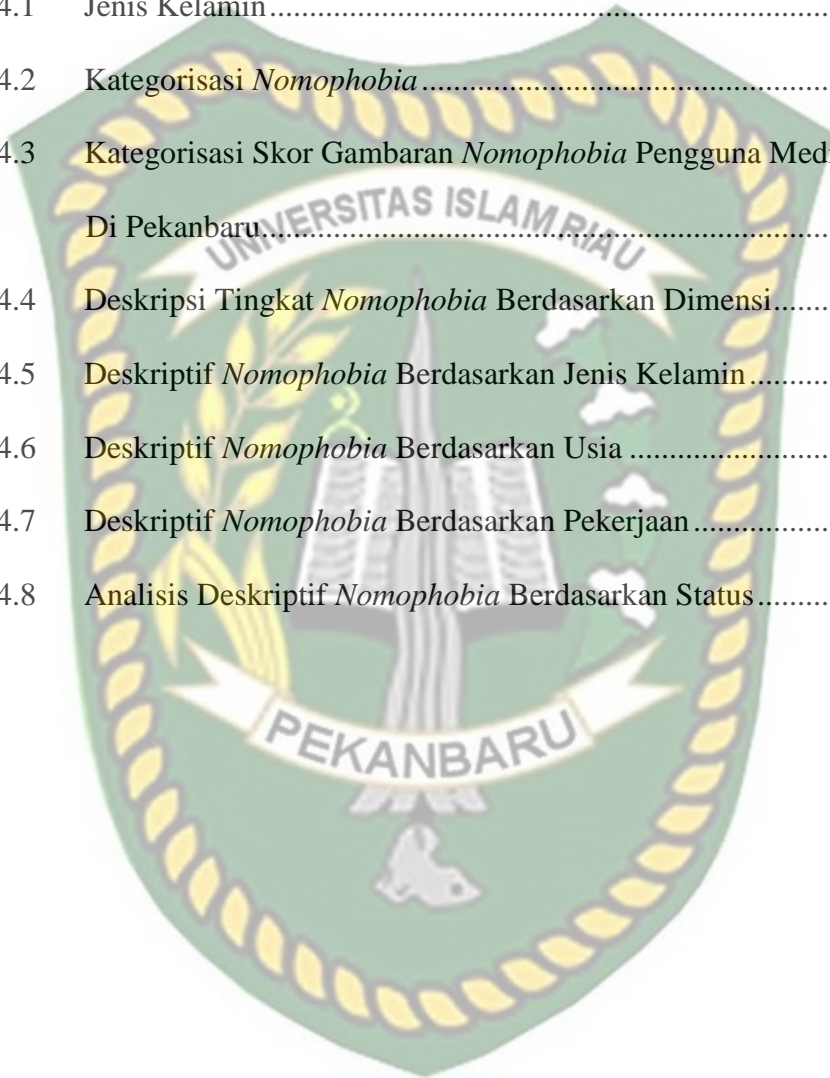 4.1 Jenis Kelamin
4.2 Kategorisasi Nomophobia
4.3 Kategorisasi Skor Gambaran Nomophobia Pengguna
Di Pekanbaru
UNIVERSITAS ISLAM RIAU
4.4 Deskripsi Tingkat Nomophobia Berdasarkan Dimensi
4.5 Deskriptif Nomophobia Berdasarkan Jenis Kelamin
4.6 Deskriptif Nomophobia Berdasarkan Usia
4.7 Deskriptif Nomophobia Berdasarkan Pekerjaan
4.8 Analisis Deskriptif Nomophobia Berdasarkan Status
PEKANBARU